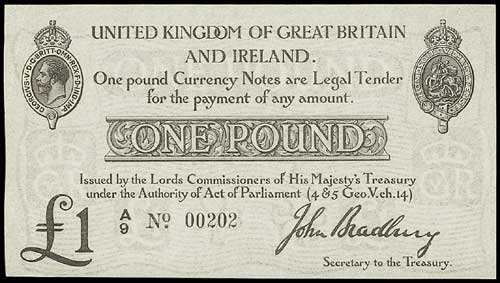 UNITED KINGDOM OF GREAT BRITAIN
AND IRELAND.
One pound Currency Notes are Legal Tender
for the payment of any amount.
ONE POUND
Issued by the Lords Commissioners of His Majesty's Treasury
under the Authority of Act of Parliament (4 & 5 Geo.V.ch.14)
£1
A/9 No 00202
John Bradbury
Secretary to the Treasury.